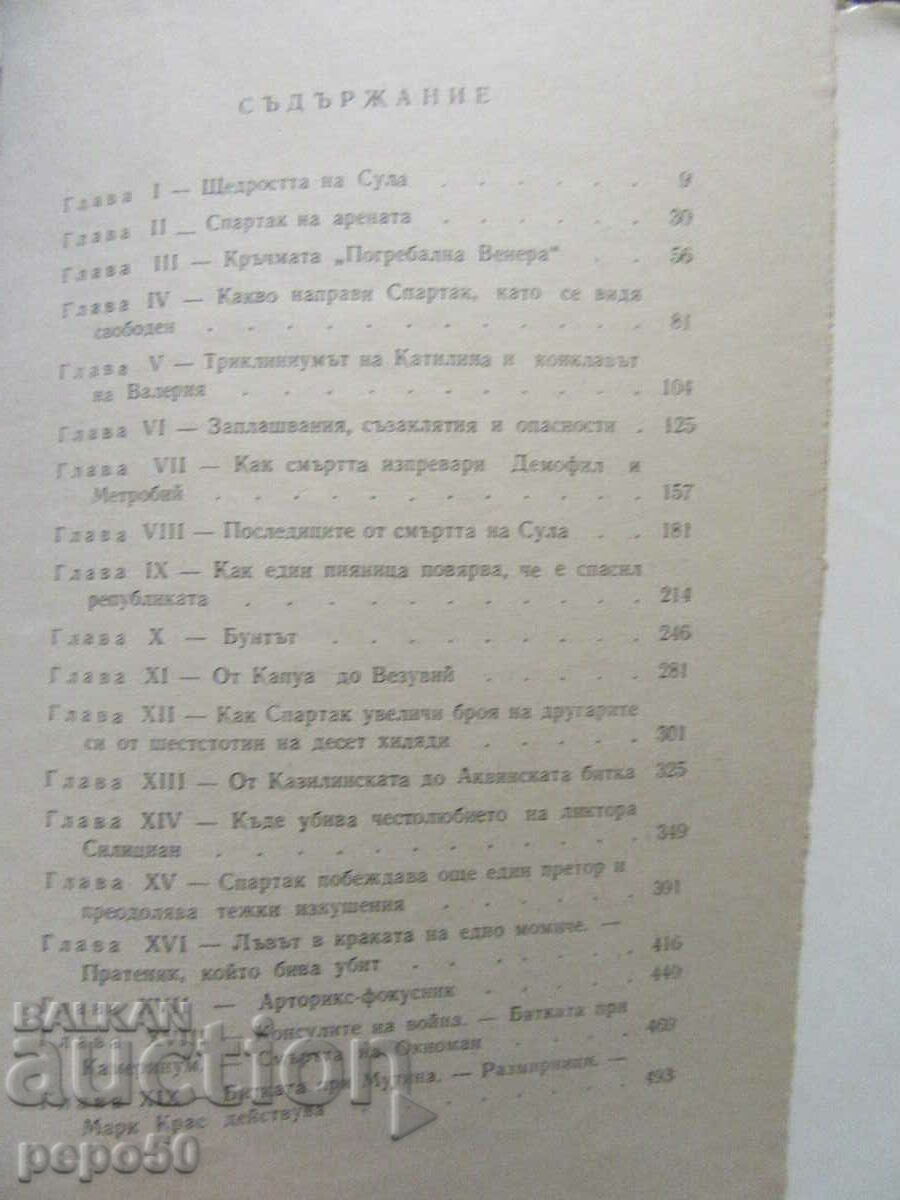 СЪДЪРЖАНИЕ
Глава I — Щедростта на Сула . . . . . . 9
Глава II — Спартак на арената . . . . . 30
Глава III — Кръчмата „Погребална Венера“ . . 56
Глава IV — Какво направи Спартак, като се видя
свободен . . . . . . . . . . . . 81
Глава V — Триклиниумът на Катилина и конклавът
на Валерия . . . . . . . . . . . 104
Глава VI — Заплашвания, съзаклятия и опасности . 125
Глава VII — Как смъртта изпревари Демофил и
Метробий . . . . . . . . . . . 157
Глава VIII — Последиците от смъртта на Сула . . 181
Глава IX — Как един пияница повярва, че е спасил
републиката . . . . . . . . . . 214
Глава X — Бунтът . . . . . . . . 246
Глава XI — От Капуа до Везувий . . . . 281
Глава XII — Как Спартак увеличи броя на другарите
си от шестстотин на десет хиляди . . . . 301
Глава XIII — От Казилинската до Аквинската битка 325
Глава XIV — Къде убива честолюбието на ликтора
Силициан . . . . . . . . . . . 349
Глава XV — Спартак побеждава още един претор и
преодолява тежки изкушения . . . . . 391
Глава XVI — Лъвът в краката на едно момиче. —
Пратеник, който бива убит . . . . . . 416
Глава XVII — Арторикс-фокусник . . . . 449
Глава XVIII — Консулите на война. — Битката при
Камеринум. — Смъртта на Окноман . . . 469
Глава XIX — Битката при Мутина. — Размирници. —
Марк Крас действува . . . . . . . 493
BALKAN
auction
pepo50